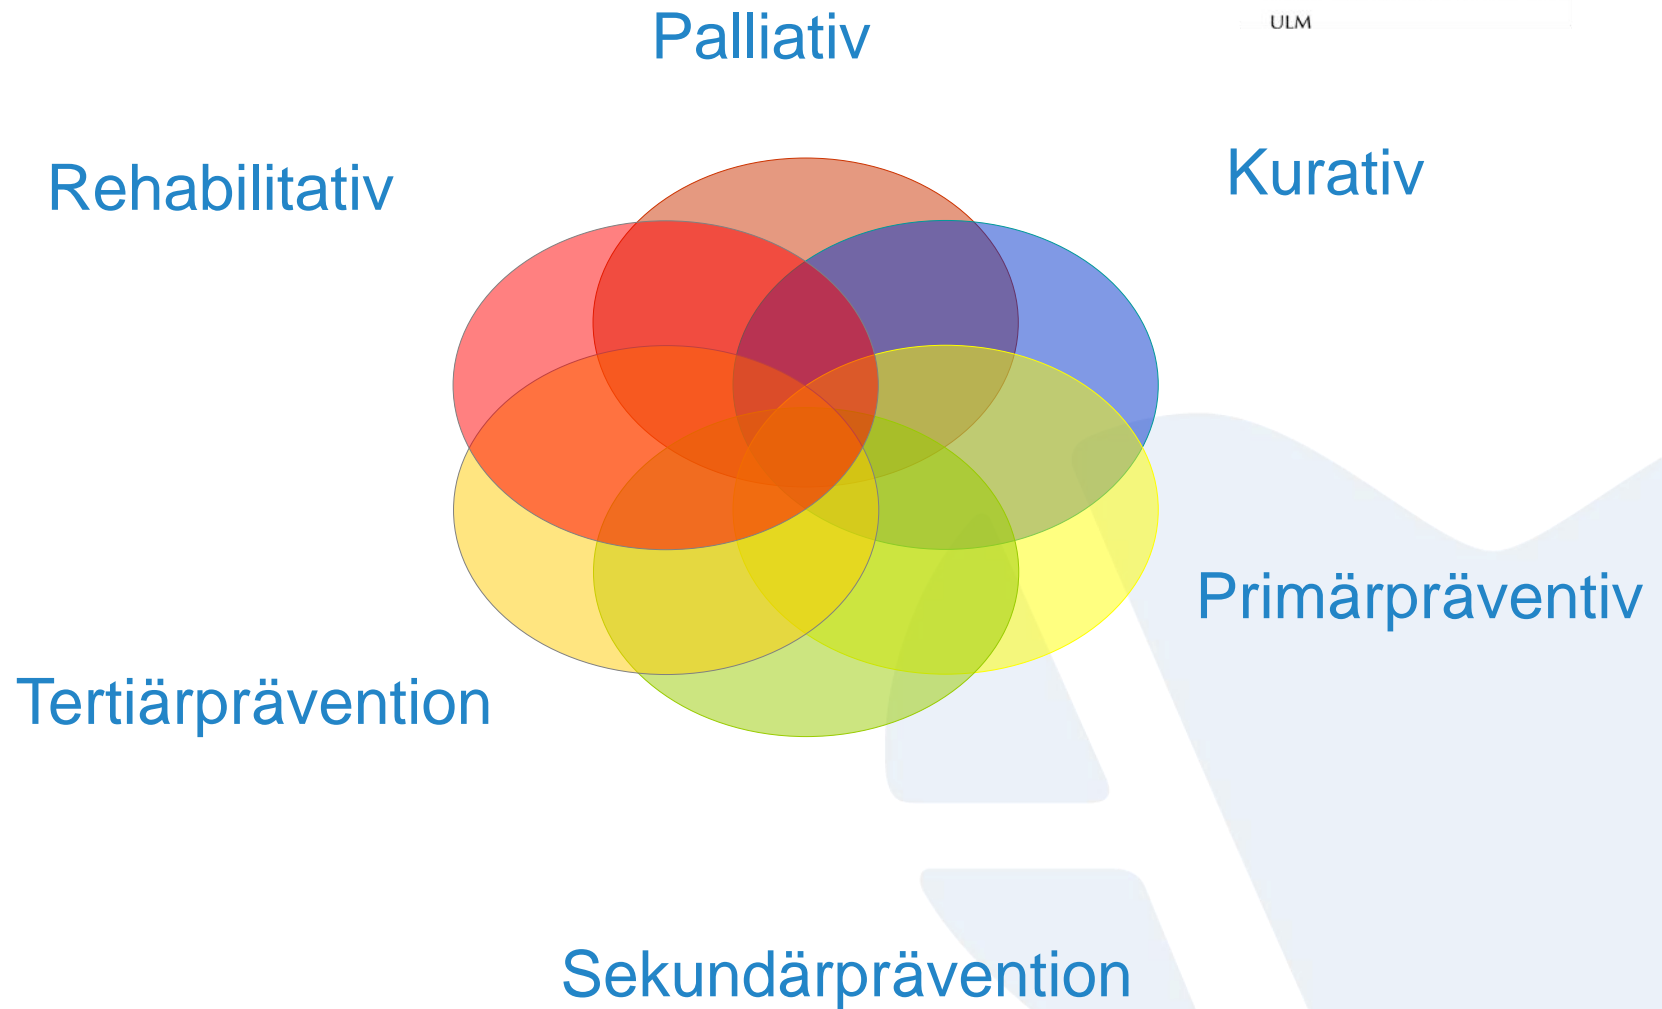 ULM
Palliativ
Kurativ
Rehabilitativ
Primärpräventiv
Tertiärprävention
Sekundärprävention